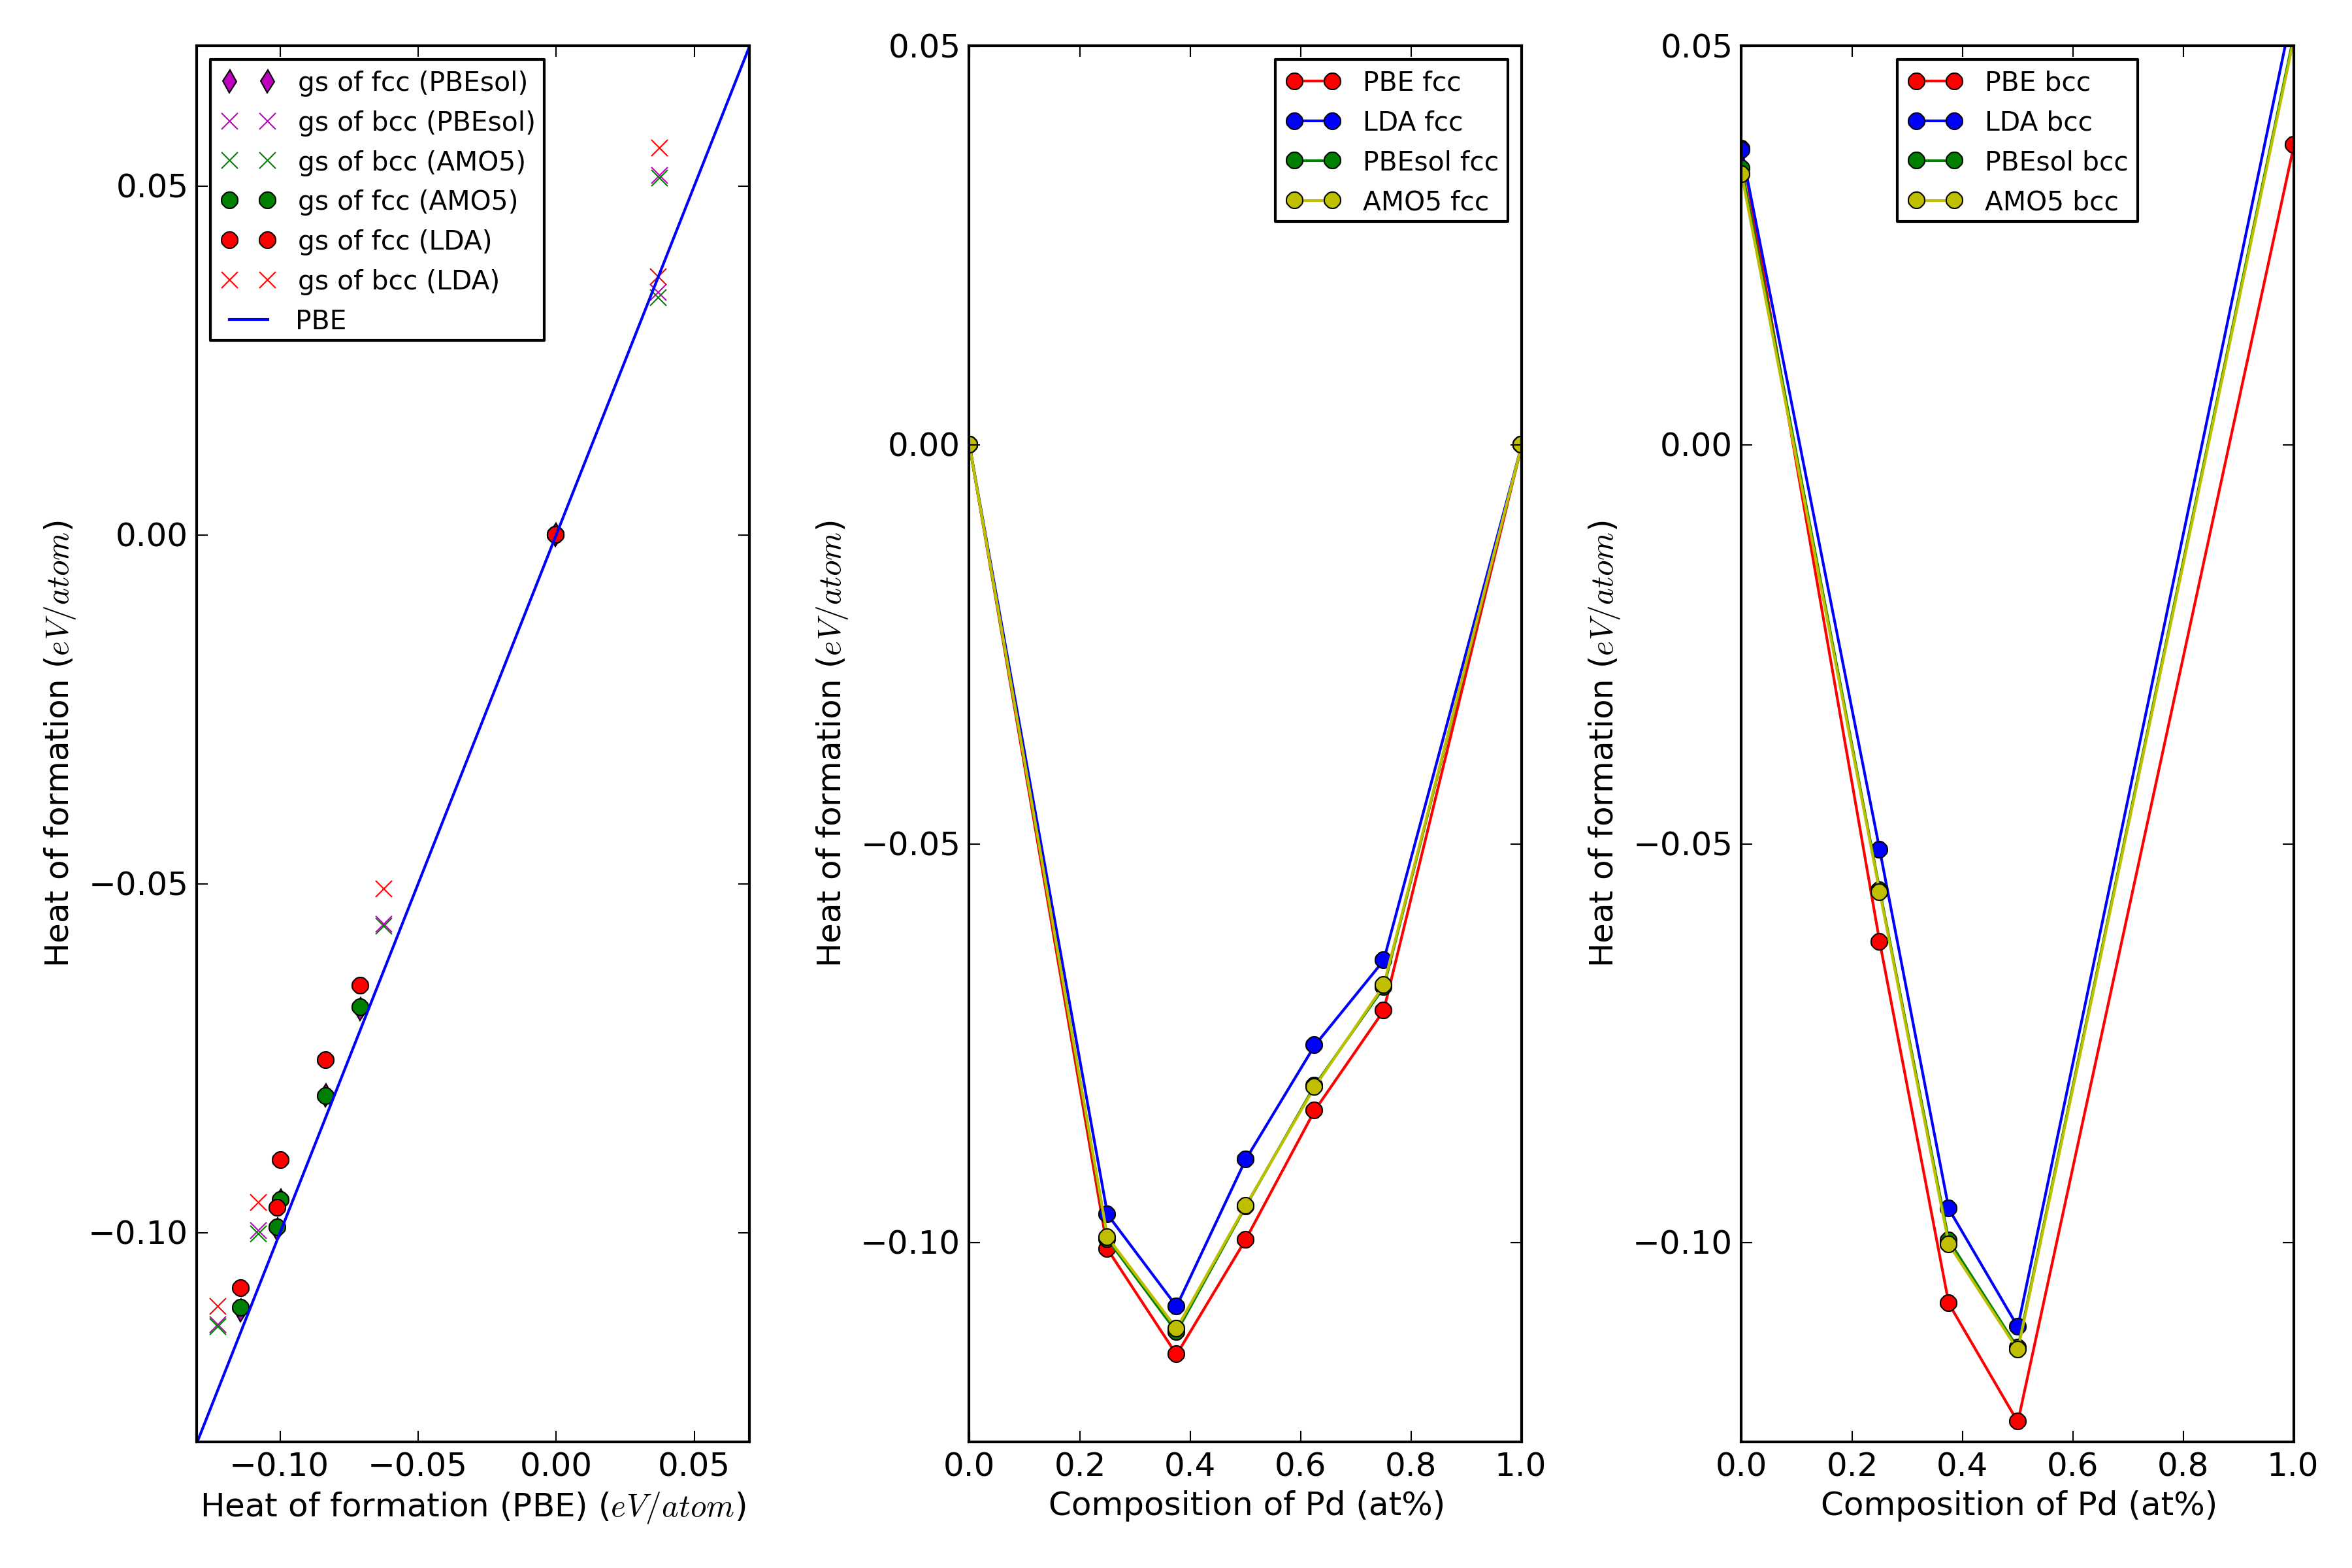 gs of fcc (PBEsol)
gs of bcc (PBEsol)
gs of bcc (AMO5)
gs of fcc (AMO5)
gs of fcc (LDA)
gs of bcc (LDA)
PBE
0.05
0.00
−0.05
−0.10
−0.10
−0.05
0.00
0.05
Heat of formation (eV/atom)
Heat of formation (PBE) (eV/atom)
PBE fcc
LDA fcc
PBEsol fcc
AMO5 fcc
0.05
0.00
−0.05
−0.10
0.0
0.2
0.4
0.6
0.8
1.0
Heat of formation (eV/atom)
Composition of Pd (at%)
PBE bcc
LDA bcc
PBEsol bcc
AMO5 bcc
0.05
0.00
−0.05
−0.10
0.0
0.2
0.4
0.6
0.8
1.0
Heat of formation (eV/atom)
Composition of Pd (at%)